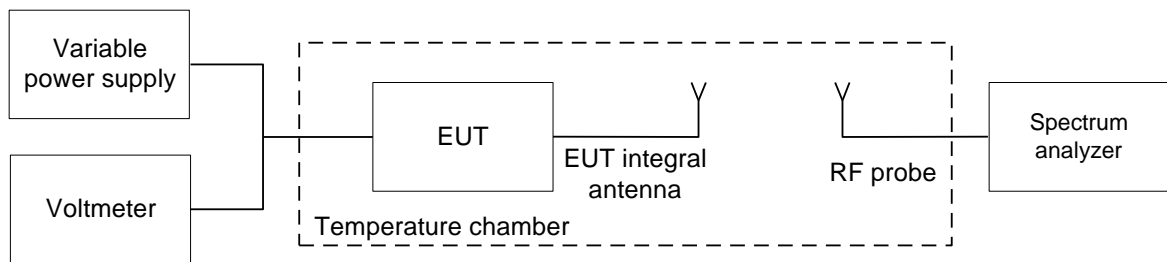 Variable
power supply
Voltmeter
EUT
EUT integral
antenna
RF probe
Temperature chamber
Spectrum
analyzer